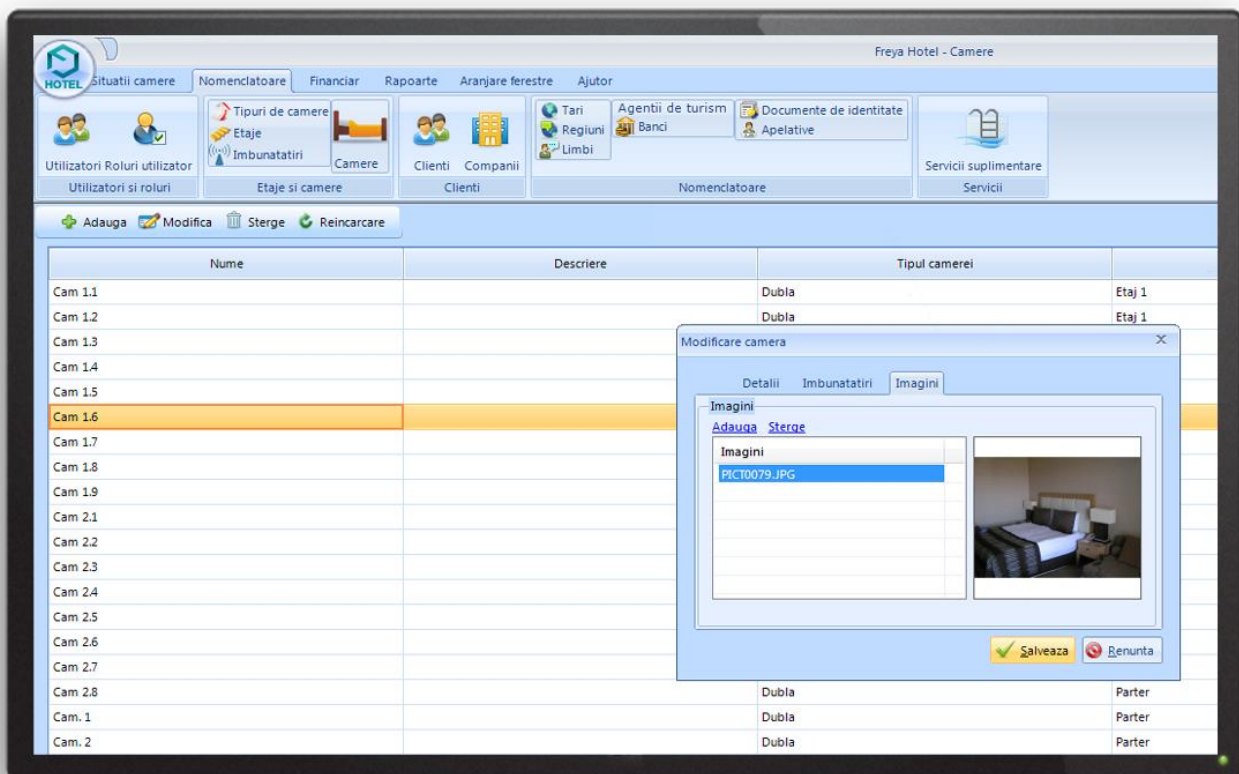 Freya Hotel - Camere
HOTEL
Situatii camere Nomenclatoare Financiar Rapoarte Aranjare ferestre Ajutor
Tipuri de camere
Etaje
Imbunatatiri
Camere
Tari
Regiuni
Limbi
Agentii de turism
Banci
Documente de identitate
Apelative
Utilizatori Roluri utilizator
Clienti Companii
Servicii suplimentare
Utilizatori si roluri Etaje si camere Clienti Nomenclatoare Servicii
Adauga Modifica Sterge Reincarcare
Nume Descriere Tipul camerei
Cam 1.1 Dubla Etaj 1
Cam 1.2 Dubla Etaj 1
Cam 1.3
Cam 1.4
Cam 1.5
Cam 1.6
Cam 1.7
Cam 1.8
Cam 1.9
Cam 2.1
Cam 2.2
Cam 2.3
Cam 2.4
Cam 2.5
Cam 2.6
Cam 2.7
Cam 2.8 Dubla Parter
Cam. 1 Dubla Parter
Cam. 2 Dubla Parter
Modificare camera
Detalii Imbunatatiri Imagini
Imagini
Adauga Sterge
Imagini
PICT0079.JPG
Salveaza Renunta